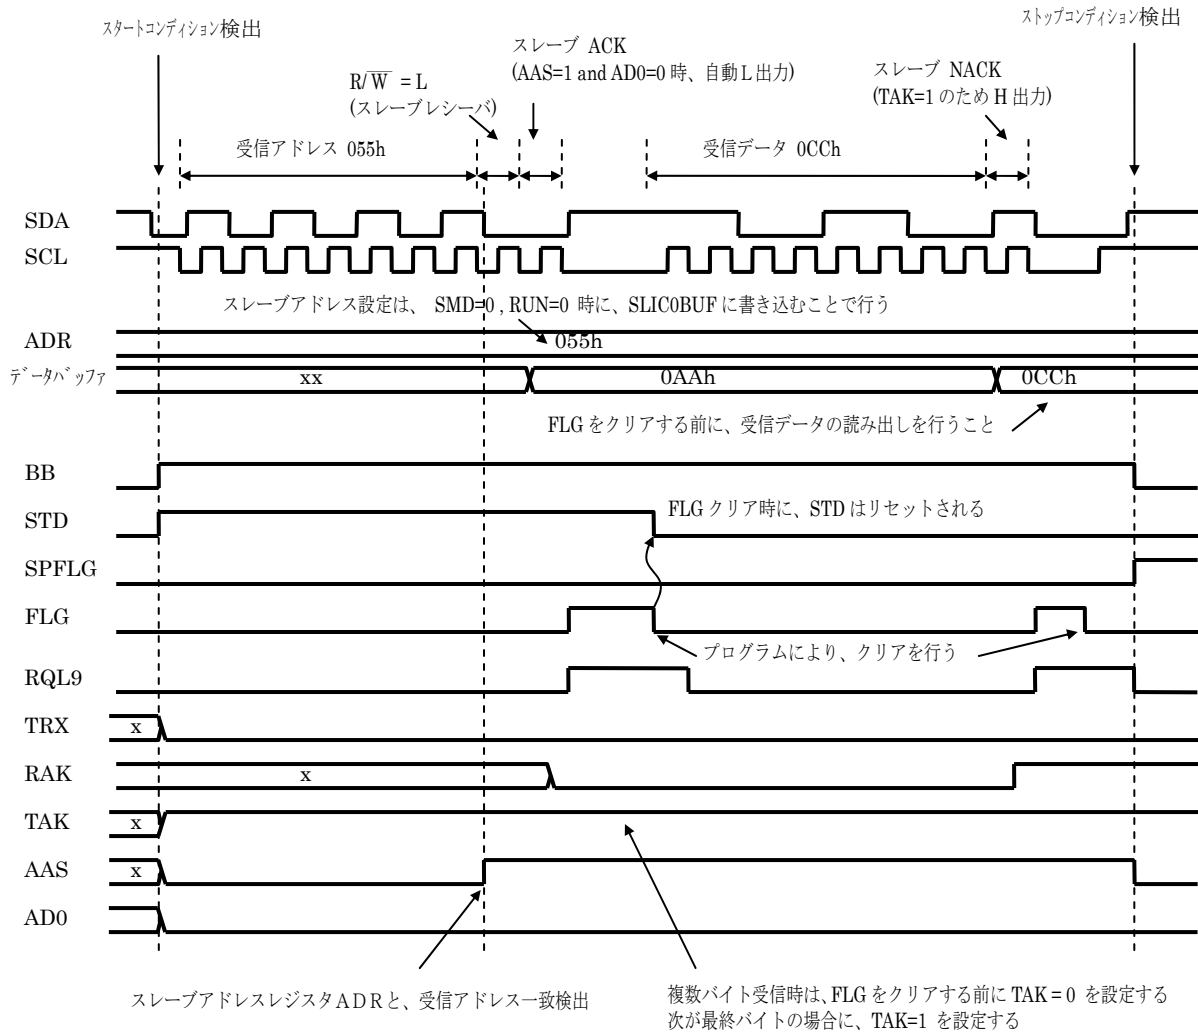 スタートコンディション検出
ストップコンディション検出
スレーブ ACK
(AAS=1 and AD0=0 時、自動L出力)
R/W̅ = L
(スレーブレシーバ)
スレーブ NACK
(TAK=1のため H 出力)
受信アドレス 055h
受信データ 0CCh
SDA
SCL
スレーブアドレス設定は、 SMD=0 , RUN=0 時に、SLIC0BUF に書き込むことで行う
ADR
055h
データバッファ
xx
0AAh
0CCh
FLG をクリアする前に、受信データの読み出しを行うこと
BB
STD
FLG クリア時に、STD はリセットされる
SPFLG
FLG
プログラムにより、クリアを行う
RQL9
TRX
x
RAK
x
TAK
x
AAS
x
AD0
スレーブアドレスレジスタADRと、受信アドレス一致検出
複数バイト受信時は、FLG をクリアする前に TAK = 0 を設定する
次が最終バイトの場合に、TAK=1 を設定する